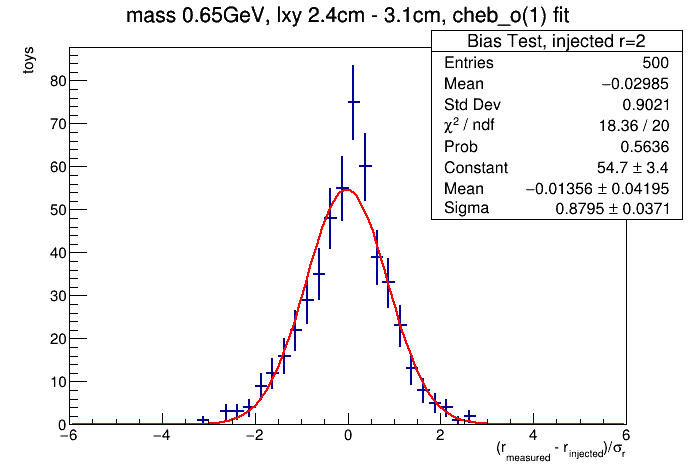 mass 0.65GeV, lxy 2.4cm - 3.1cm, cheb_o(1) fit
Bias Test, injected r=2
Entries 500
Mean −0.02985
Std Dev 0.9021
χ² / ndf 18.36 / 20
Prob 0.5636
Constant 54.7 ± 3.4
Mean −0.01356 ± 0.04195
Sigma 0.8795 ± 0.0371
toys
80
70
60
50
40
30
20
10
0
−6 −4 −2 0 2 4 6
(r_measured - r_injected)/σ_r